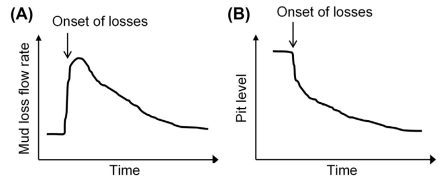 (A)
Onset of losses
Mud loss flow rate
Time
(B)
Onset of losses
Pit level
Time